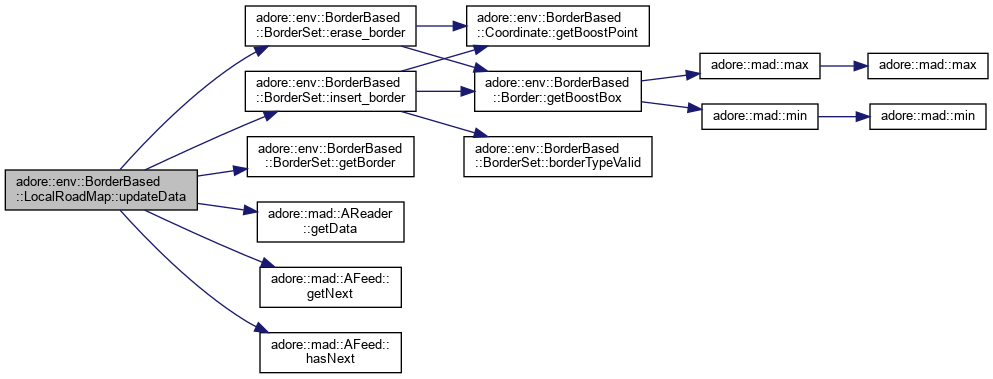 adore::env::BorderBased
::LocalRoadMap::updateData
adore::env::BorderBased
::BorderSet::erase_border
adore::env::BorderBased
::BorderSet::insert_border
adore::env::BorderBased
::BorderSet::getBorder
adore::mad::AReader
::getData
adore::mad::AFeed::
getNext
adore::mad::AFeed::
hasNext
adore::env::BorderBased
::Coordinate::getBoostPoint
adore::env::BorderBased
::Border::getBoostBox
adore::env::BorderBased
::BorderSet::borderTypeValid
adore::mad::max
adore::mad::min
adore::mad::max
adore::mad::min